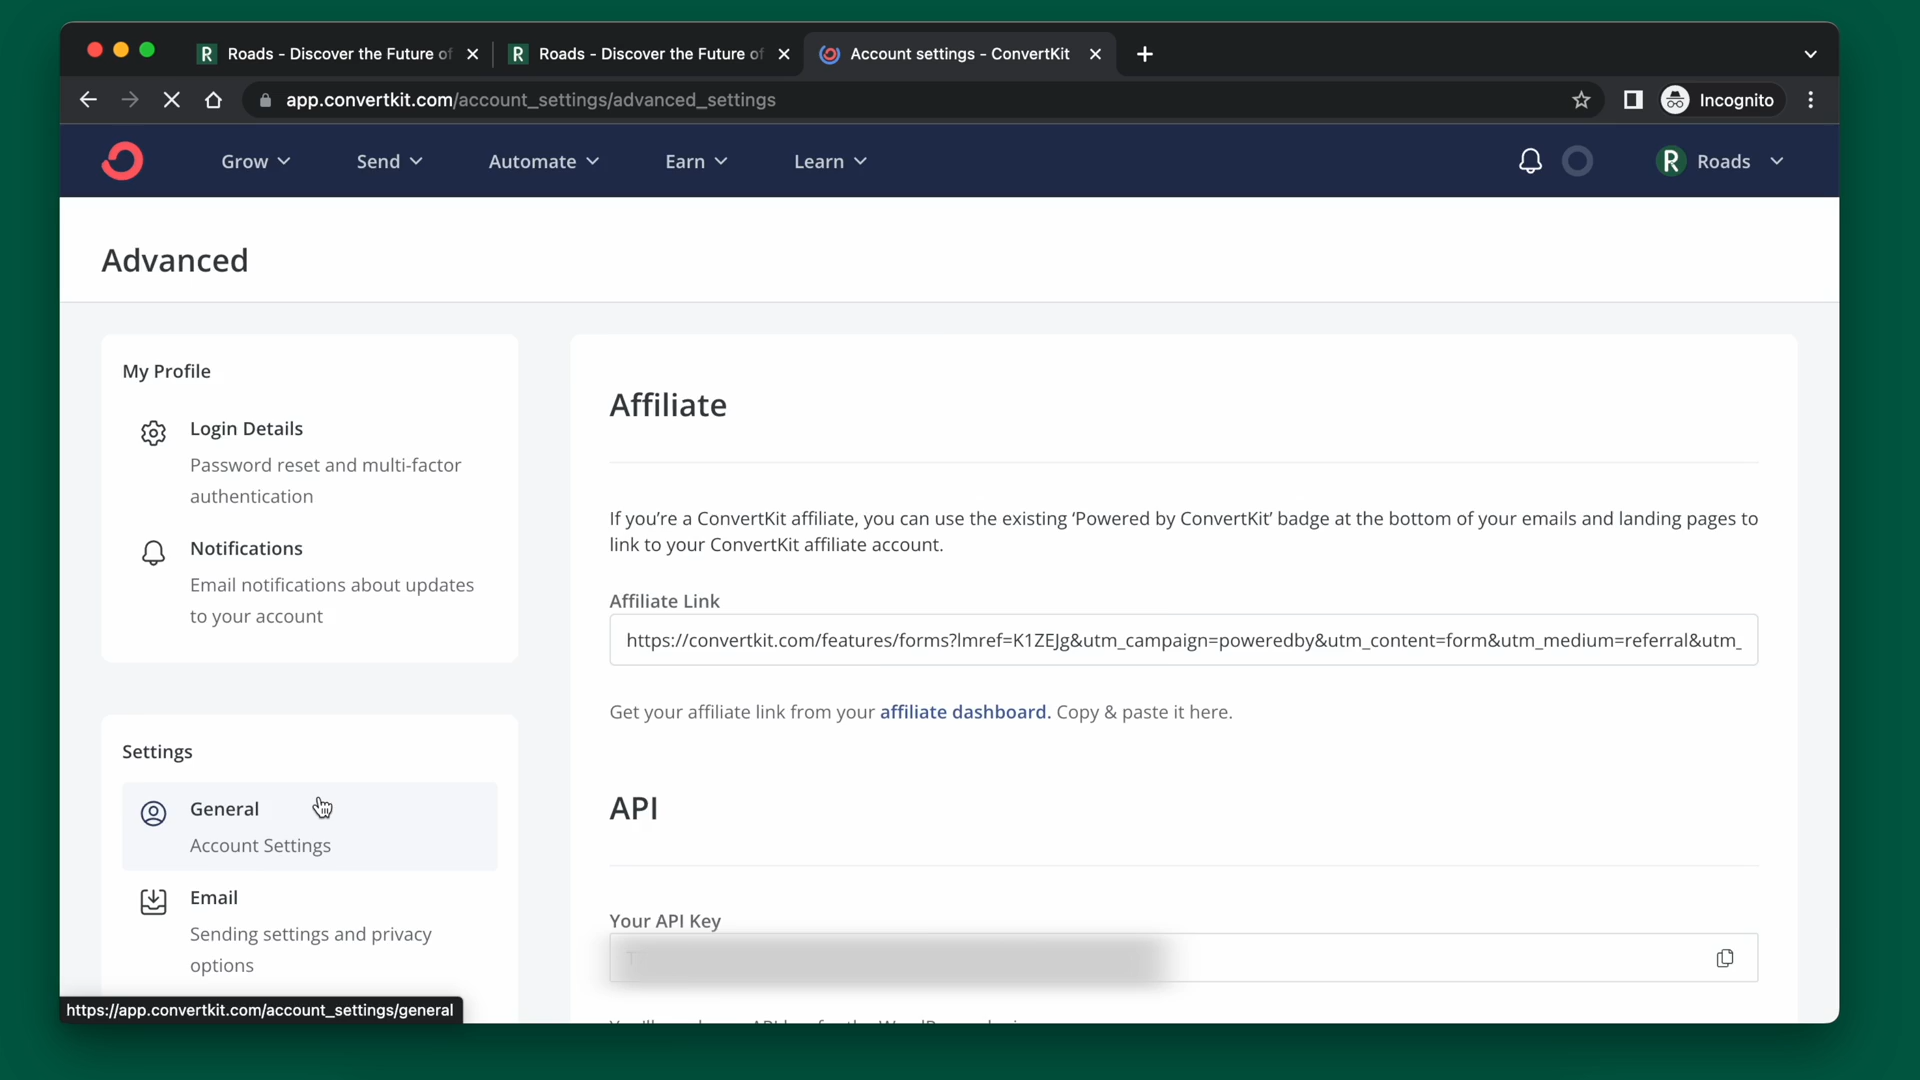 R Roads - Discover the Future of
R Roads - Discover the Future of
Account settings - ConvertKit
app.convertkit.com/account_settings/advanced_settings
Incognito
Grow
Send
Automate
Earn
Learn
R Roads
Advanced
My Profile
Login Details
Password reset and multi-factor
authentication
Notifications
Email notifications about updates
to your account
Settings
General
Account Settings
Email
Sending settings and privacy
options
https://app.convertkit.com/account_settings/general
Affiliate
If you’re a ConvertKit affiliate, you can use the existing ‘Powered by ConvertKit’ badge at the bottom of your emails and landing pages to
link to your ConvertKit affiliate account.
Affiliate Link
https://convertkit.com/features/forms?lmref=K1ZEJg&utm_campaign=poweredby&utm_content=form&utm_medium=referral&utm_
Get your affiliate link from your affiliate dashboard. Copy & paste it here.
API
Your API Key